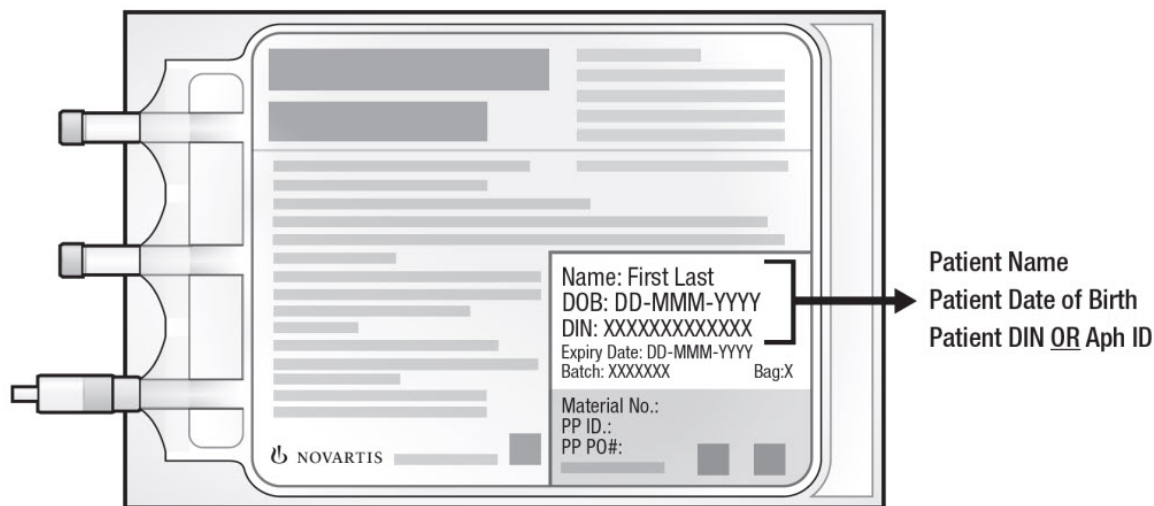 Name: First Last
DOB: DD-MMM-YYYY
DIN: XXXXXXXXXXXXX
Expiry Date: DD-MMM-YYYY
Batch: XXXXXXX Bag:X
Material No.:
PP ID.:
PP PO#:
NOVARTIS
Patient Name
Patient Date of Birth
Patient DIN OR Aph ID